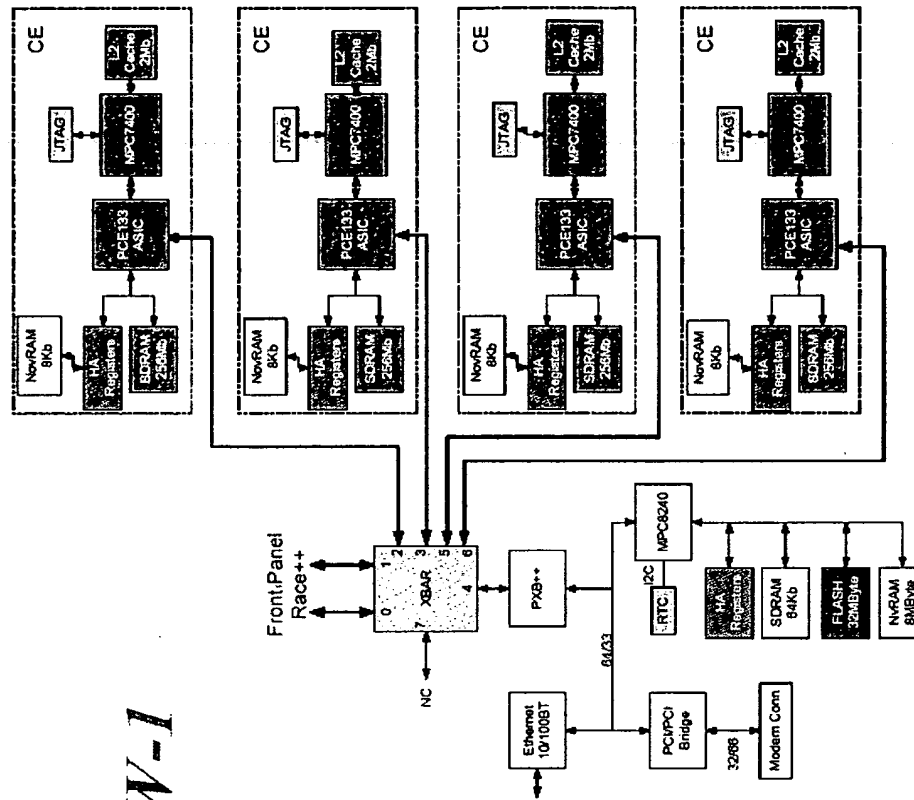 CE
JTAG
L2
Cache
2Mb
MPC7400
PCE133
ASIC
NovRAM
8Kb
HA
Registers
SDRAM
256Mb
CE
JTAG
L2
Cache
2Mb
MPC7400
PCE133
ASIC
NovRAM
8Kb
HA
Registers
SDRAM
256Mb
CE
JTAG
L2
Cache
2Mb
MPC7400
PCE133
ASIC
NovRAM
8Kb
HA
Registers
SDRAM
256Mb
CE
JTAG
L2
Cache
2Mb
MPC7400
PCE133
ASIC
NovRAM
8Kb
HA
Registers
SDRAM
256Mb
Front Panel
Race++
0
1
2
3
5
6
4
7
XBAR
NC
PXB++
MPC8240
I2C
RTC
HA
Registers
SDRAM
64Kb
FLASH
32MByte
NvRAM
8MByte
64/33
Ethernet
10/100BT
PCI/PCI
Bridge
32/66
Modem Conn
W-1